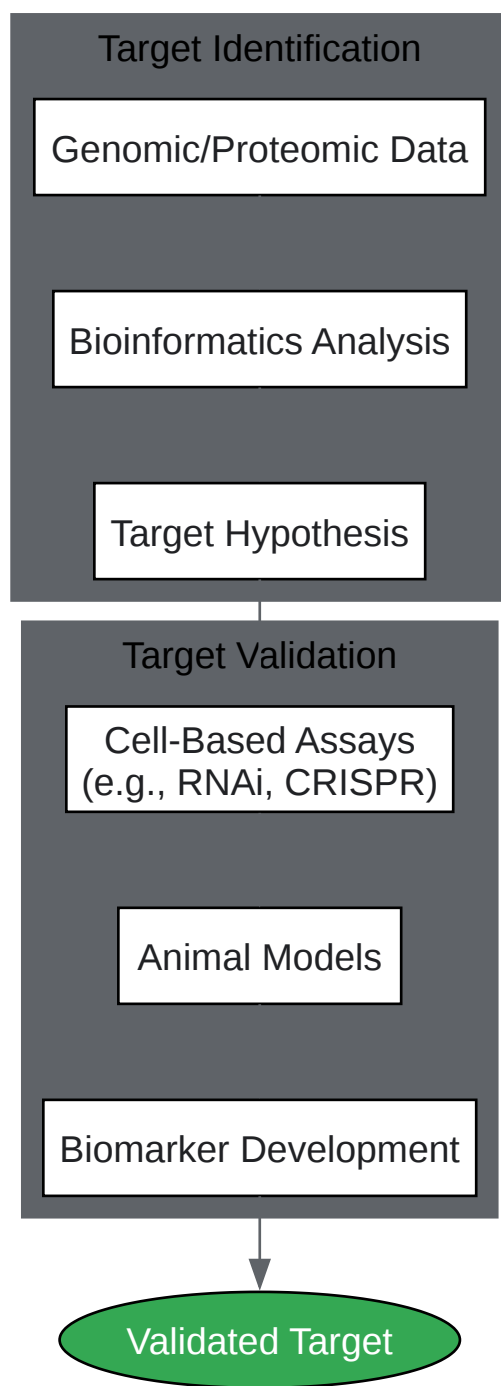 Target Identification
Genomic/Proteomic Data
Bioinformatics Analysis
Target Hypothesis
Target Validation
Cell-Based Assays
(e.g., RNAi, CRISPR)
Animal Models
Biomarker Development
Validated Target